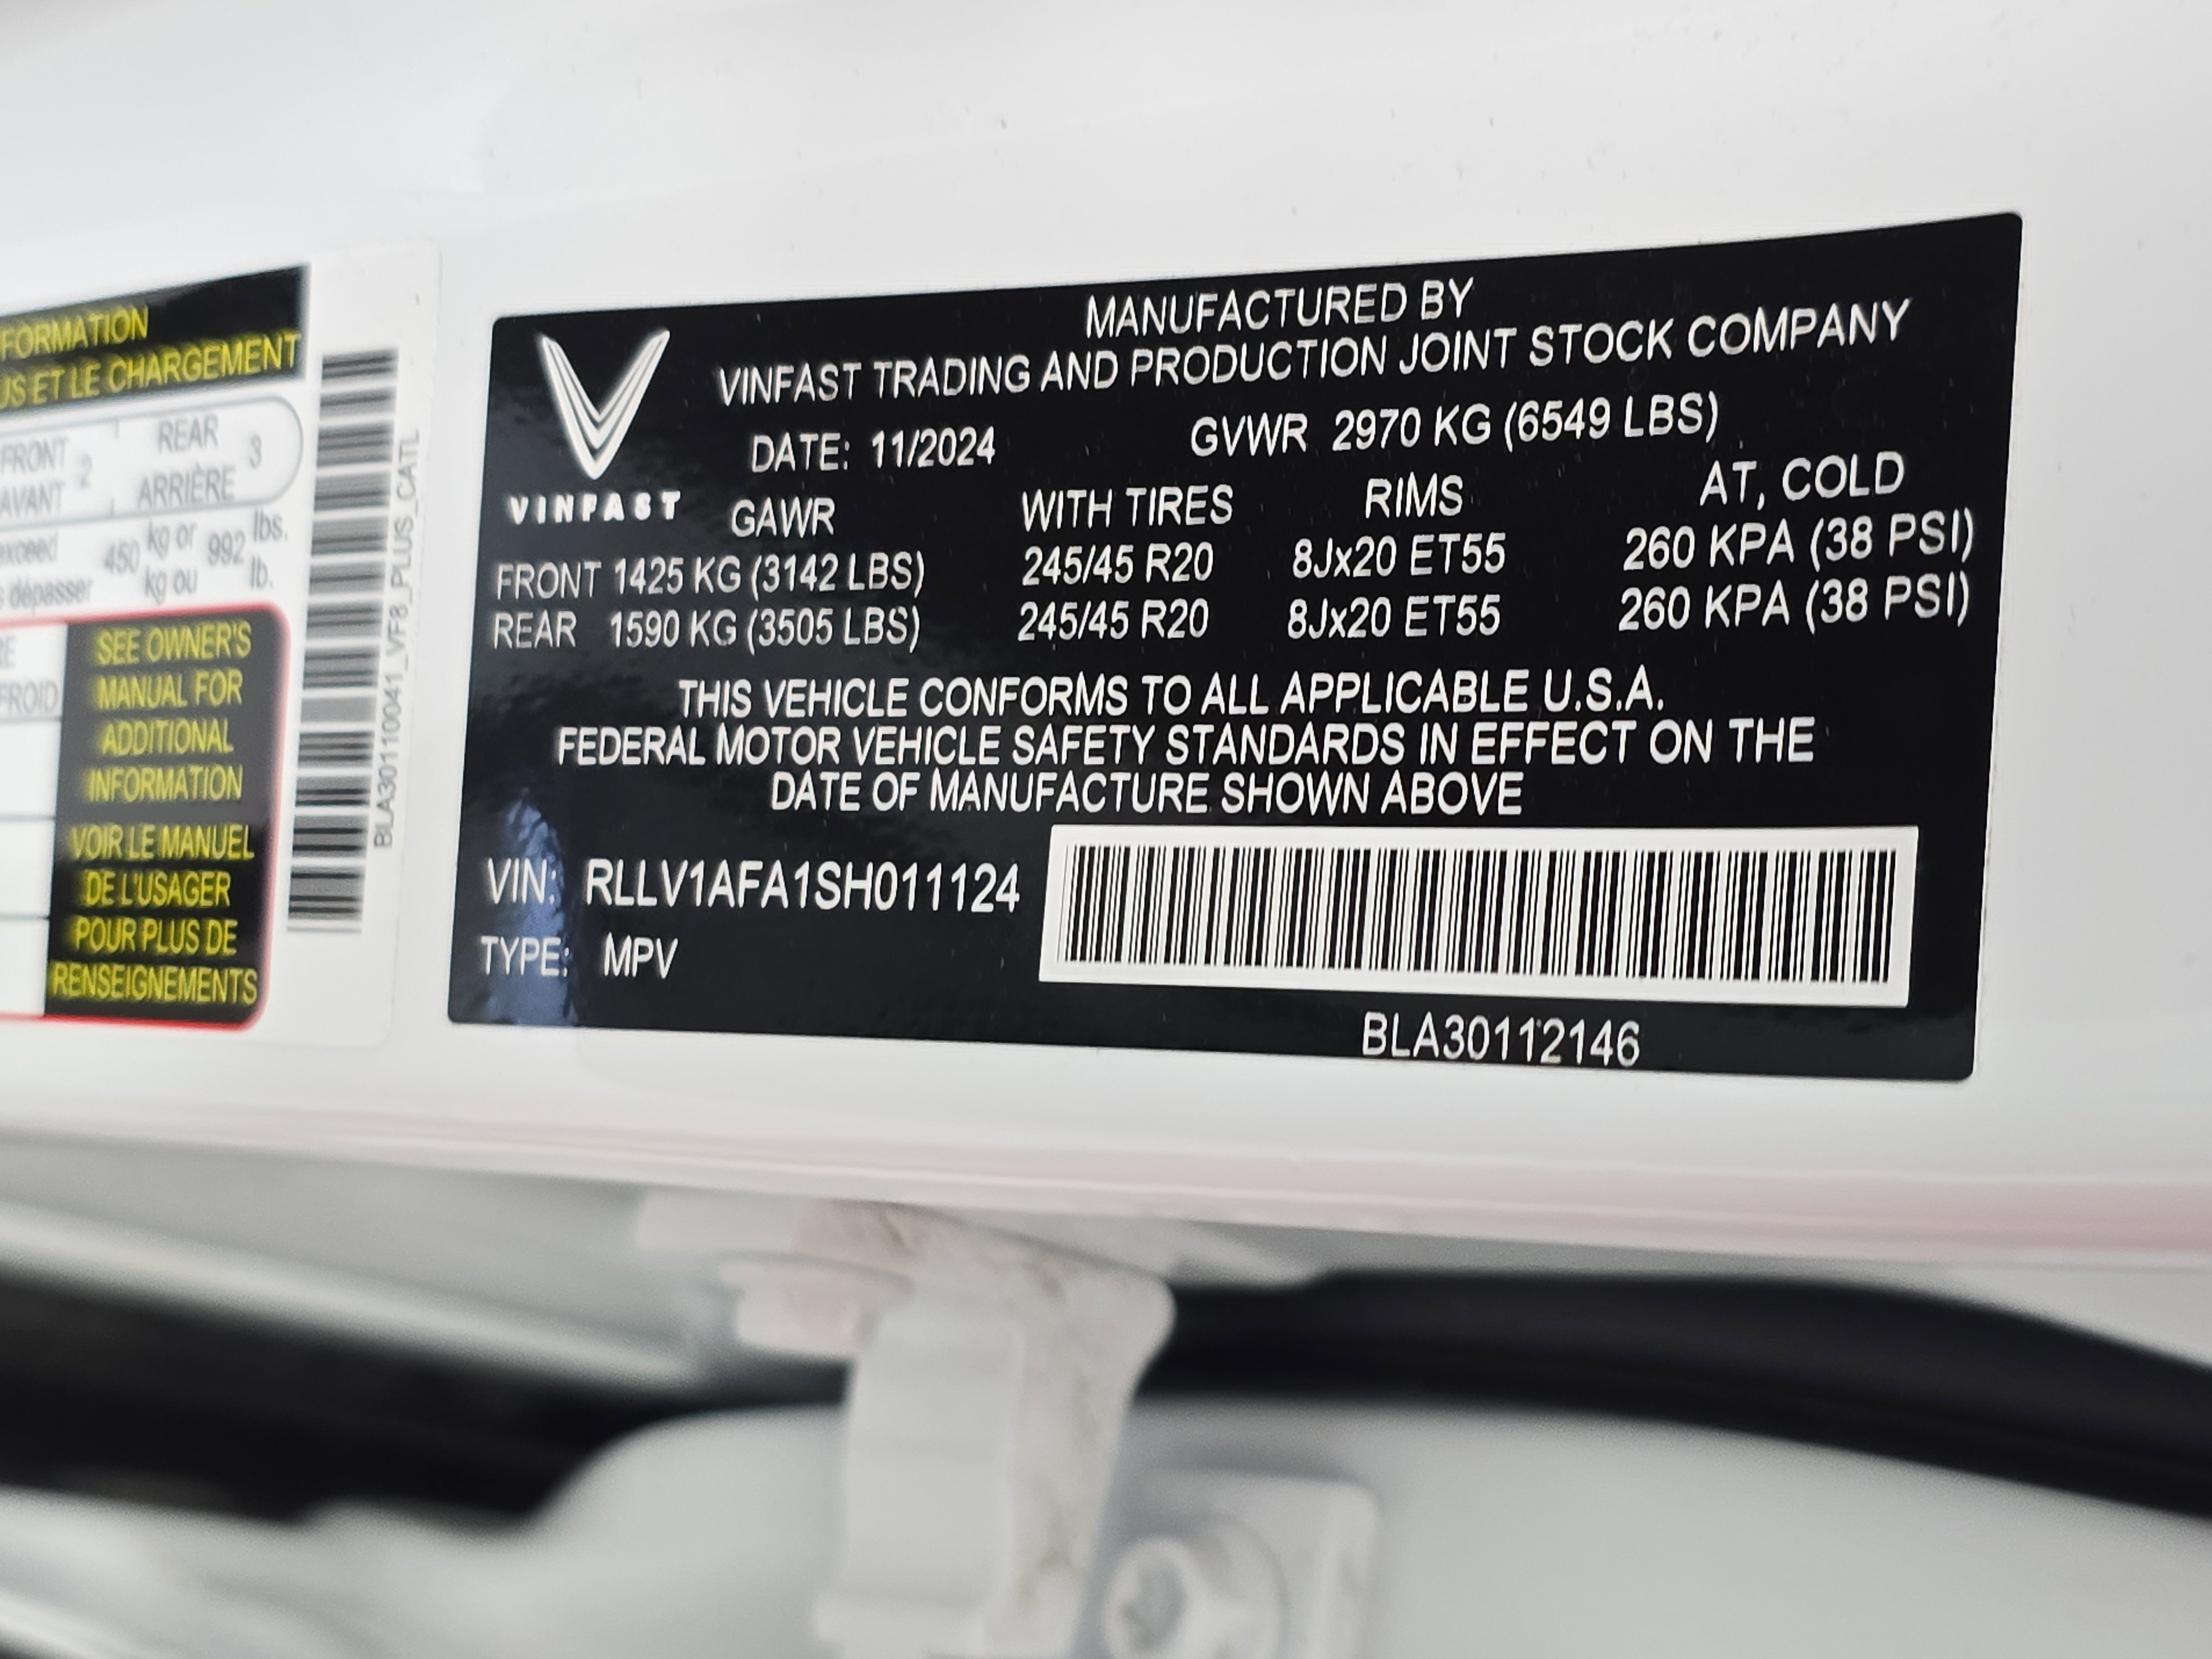 FORMATION
US ET LE CHARGEMENT
FRONT 2 REAR 3
AVANT ARRIÈRE
exceed 450 kg or 992 lbs.
dépasser kg ou lb.
FROID
SEE OWNER'S
MANUAL FOR
ADDITIONAL
INFORMATION
VOIR LE MANUEL
DE L'USAGER
POUR PLUS DE
RENSEIGNEMENTS
BLA30110041_VF8_PLUS_CATL
VINFAST
MANUFACTURED BY
VINFAST TRADING AND PRODUCTION JOINT STOCK COMPANY
DATE: 11/2024 GVWR 2970 KG (6549 LBS)
GAWR WITH TIRES RIMS AT, COLD
FRONT 1425 KG (3142 LBS) 245/45 R20 8Jx20 ET55 260 KPA (38 PSI)
REAR 1590 KG (3505 LBS) 245/45 R20 8Jx20 ET55 260 KPA (38 PSI)
THIS VEHICLE CONFORMS TO ALL APPLICABLE U.S.A.
FEDERAL MOTOR VEHICLE SAFETY STANDARDS IN EFFECT ON THE
DATE OF MANUFACTURE SHOWN ABOVE
VIN: RLLV1AFA1SH011124
TYPE: MPV
BLA30112146